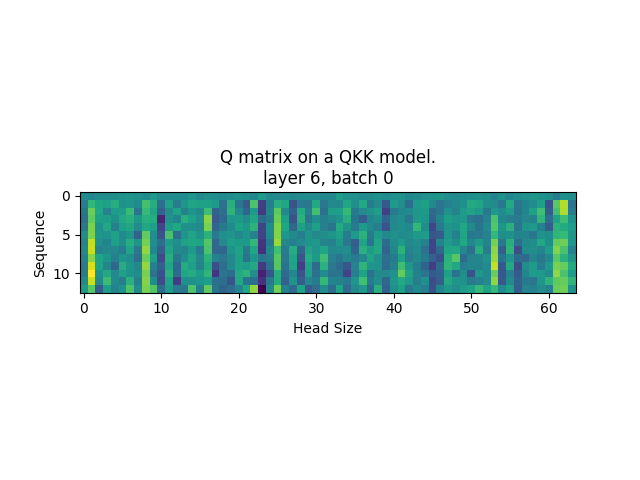 Q matrix on a QKK model.
layer 6, batch 0
0
5
10
Sequence
0 10 20 30 40 50 60
Head Size